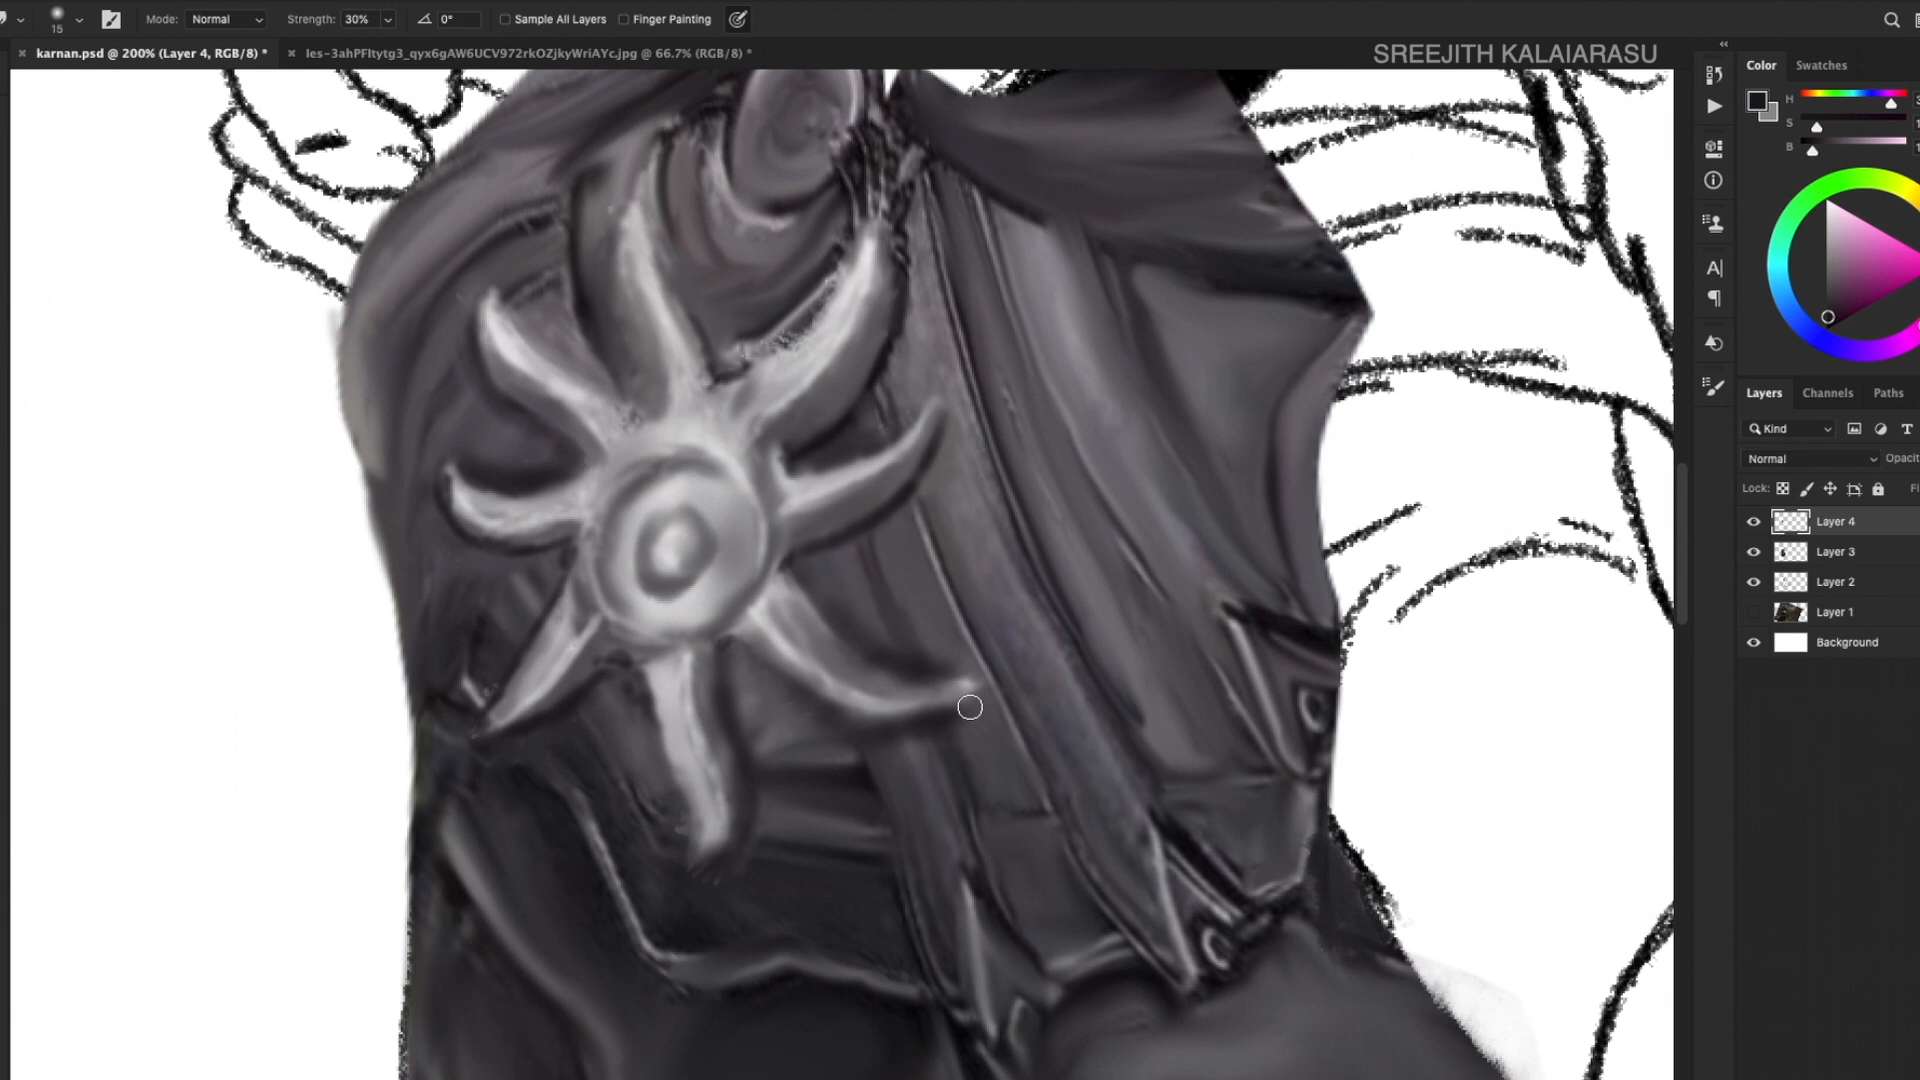 Mode: Normal Strength: 30% 0° Sample All Layers Finger Painting
15
karnan.psd @ 200% (Layer 4, RGB/8) * les-3ahPFItytg3_qyx6gAW6UCV972rkOZjkyWriAYc.jpg @ 66.7% (RGB/8) *
SREEJITH KALAIARASU
Color Swatches
H
S
B
Layers Channels Paths
Kind
Normal Opacit
Lock: Fi
Layer 4
Layer 3
Layer 2
Layer 1
Background